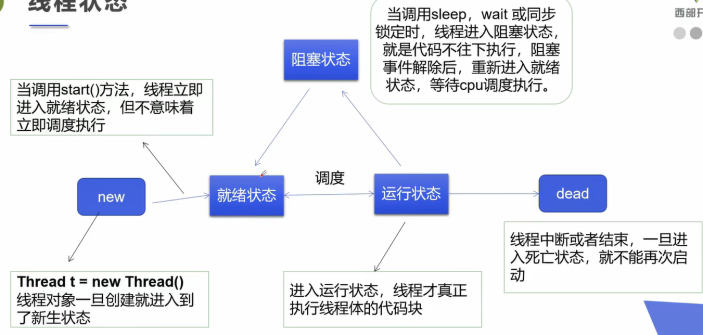 线程状态
西部开
当调用sleep，wait 或同步
锁定时，线程进入阻塞状态，
就是代码不往下执行，阻塞
事件解除后，重新进入就绪
状态，等待cpu调度执行。
阻塞状态
当调用start()方法，线程立即
进入就绪状态，但不意味着
立即调度执行
new
就绪状态
调度
运行状态
dead
Thread t = new Thread()
线程对象一旦创建就进入到
了新生状态
进入运行状态，线程才真正
执行线程体的代码块
线程中断或者结束，一旦进
入死亡状态，就不能再次启
动